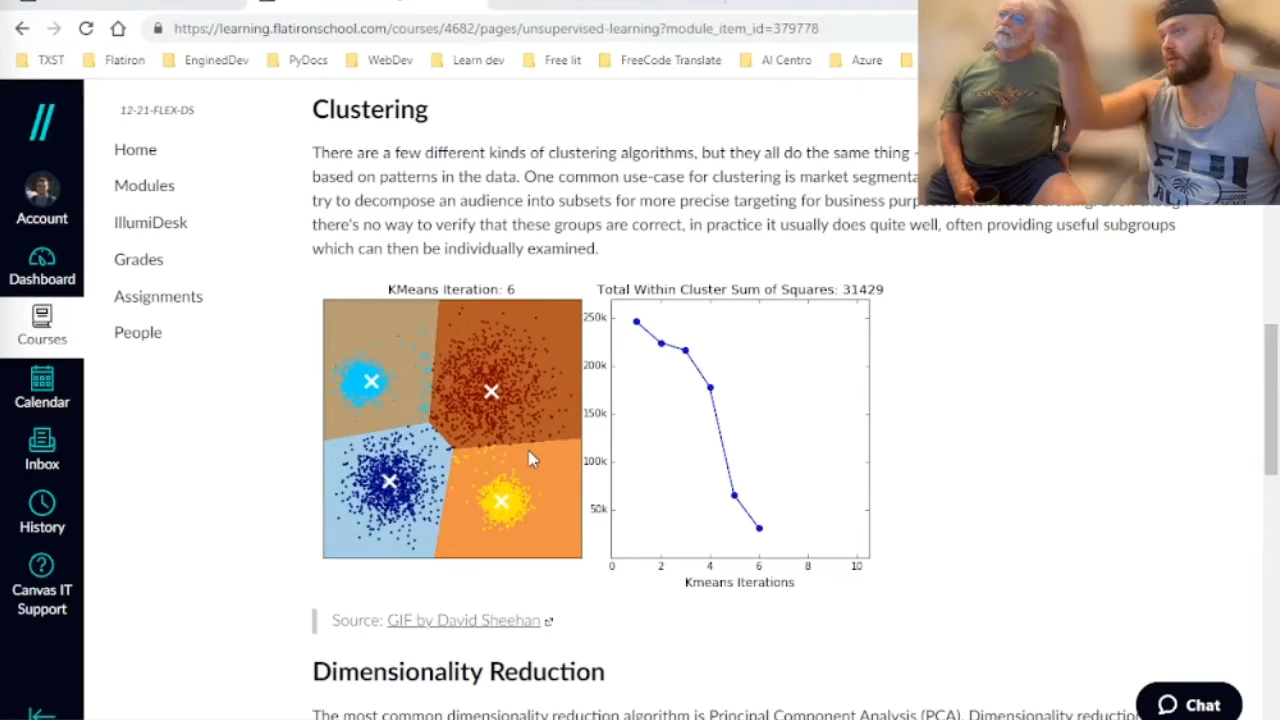 https://learning.flatironschool.com/courses/4682/pages/unsupervised-learning?module_item_id=379778
TXST Flatiron EnginedDev PyDocs WebDev Learn dev Free lit FreeCode Translate AI Centro Azure
12-21-FLEX-DS
Home
Modules
IllumiDesk
Grades
Assignments
People
Account
Dashboard
Courses
Calendar
Inbox
History
Canvas IT
Support
Clustering
There are a few different kinds of clustering algorithms, but they all do the same thing -
based on patterns in the data. One common use-case for clustering is market segmenta
try to decompose an audience into subsets for more precise targeting for business purp
there's no way to verify that these groups are correct, in practice it usually does quite well, often providing useful subgroups
which can then be individually examined.
KMeans Iteration: 6
Total Within Cluster Sum of Squares: 31429
250k
200k
150k
100k
50k
0 2 4 6 8 10
Kmeans Iterations
Source: GIF by David Sheehan
Dimensionality Reduction
The most common dimensionality reduction algorithm is Principal Component Analysis (PCA). Dimensionality reduction
Chat
FIJI